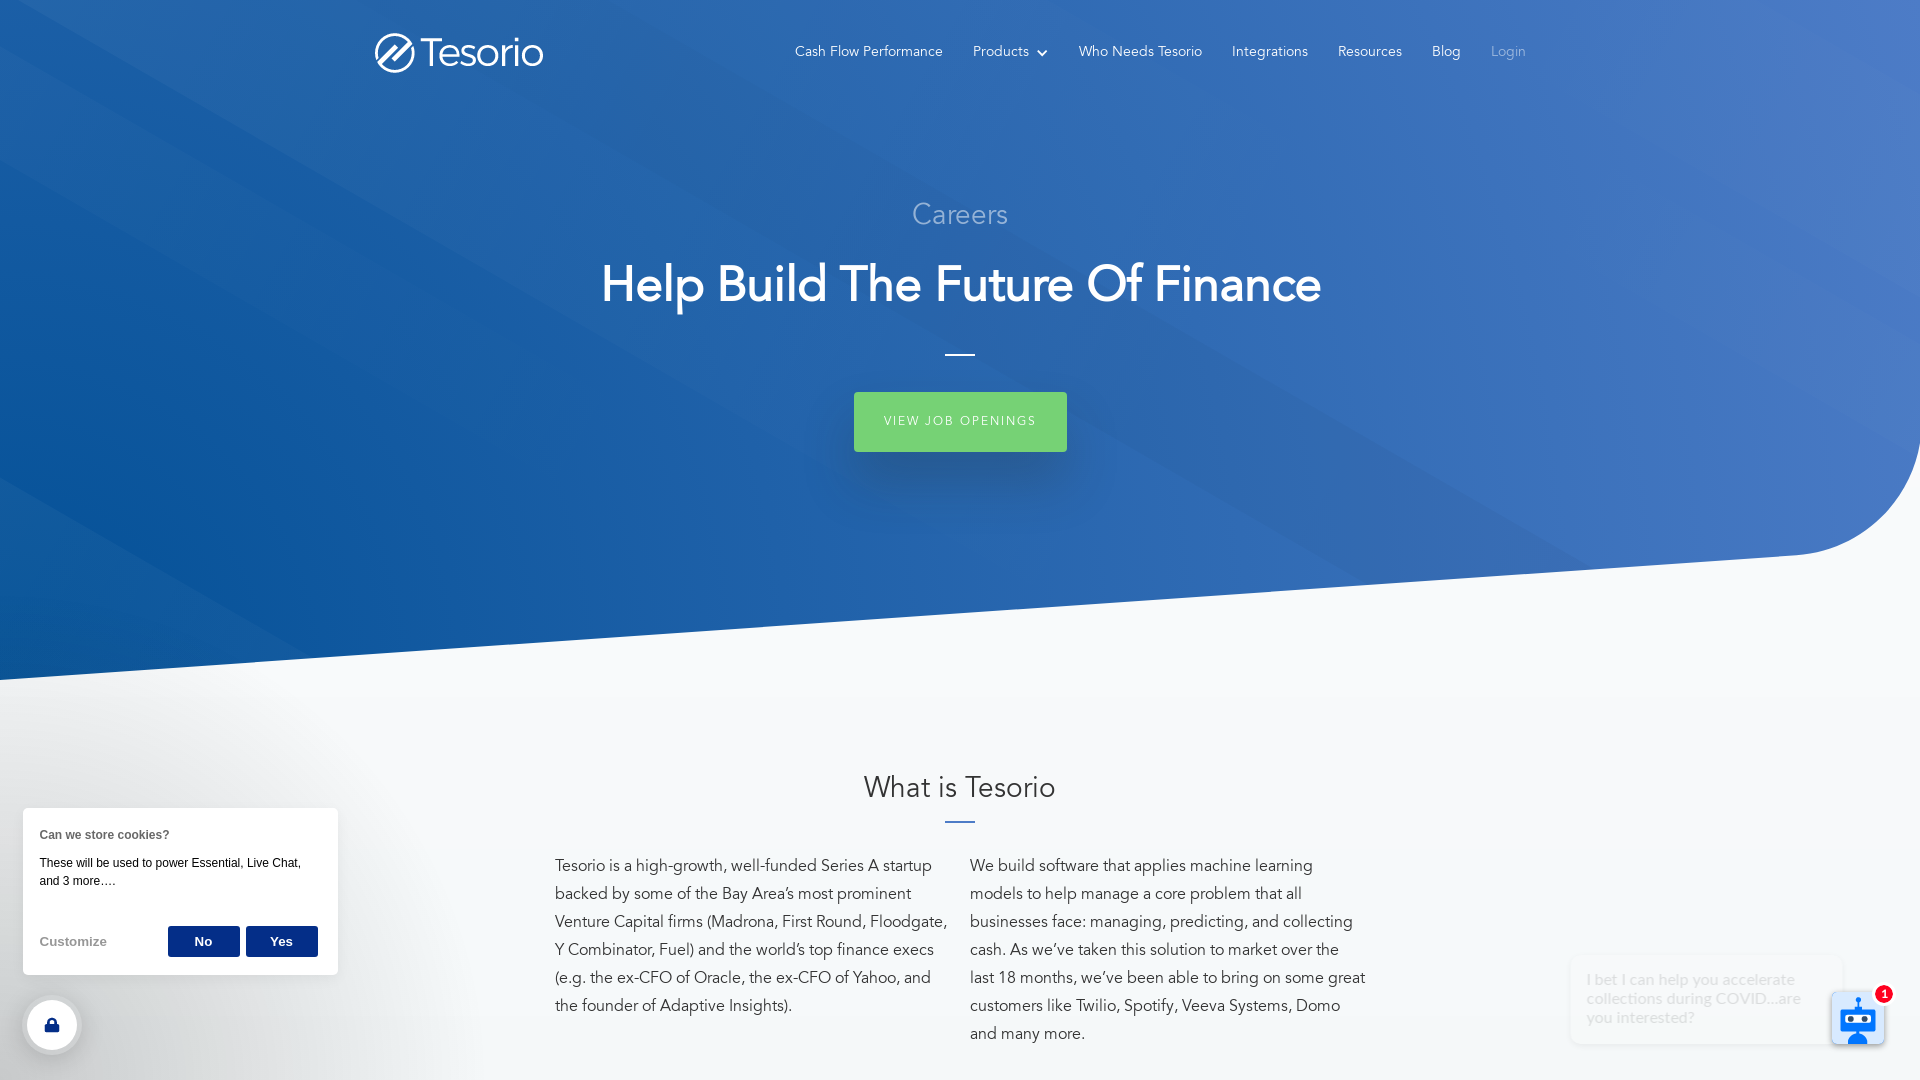 Tesorio
Cash Flow Performance
Products
Who Needs Tesorio
Integrations
Resources
Blog
Login
Careers
Help Build The Future Of Finance
VIEW JOB OPENINGS
What is Tesorio
Tesorio is a high-growth, well-funded Series A startup
backed by some of the Bay Area’s most prominent
Venture Capital firms (Madrona, First Round, Floodgate,
Y Combinator, Fuel) and the world’s top finance execs
(e.g. the ex-CFO of Oracle, the ex-CFO of Yahoo, and
the founder of Adaptive Insights).
We build software that applies machine learning
models to help manage a core problem that all
businesses face: managing, predicting, and collecting
cash. As we’ve taken this solution to market over the
last 18 months, we’ve been able to bring on some great
customers like Twilio, Spotify, Veeva Systems, Domo
and many more.
Can we store cookies?
These will be used to power Essential, Live Chat,
and 3 more….
Customize
No
Yes
I bet I can help you accelerate
collections during COVID...are
you interested?
1